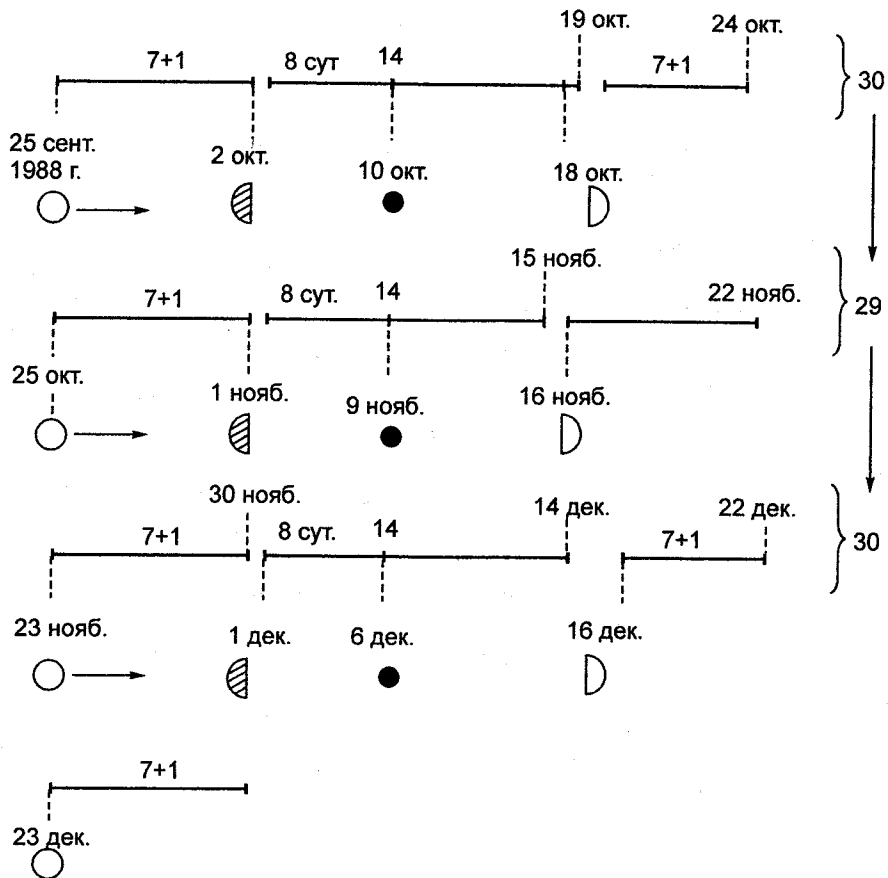 19 окт. 24 окт.
7+1 8 сут 14 7+1 30
25 сент.
1988 г. 2 окт. 10 окт. 18 окт.
15 нояб.
7+1 8 сут. 14 22 нояб. 29
25 окт. 1 нояб. 9 нояб. 16 нояб.
30 нояб. 14 дек. 22 дек.
7+1 8 сут. 14 7+1 30
23 нояб. 1 дек. 6 дек. 16 дек.
7+1
23 дек.